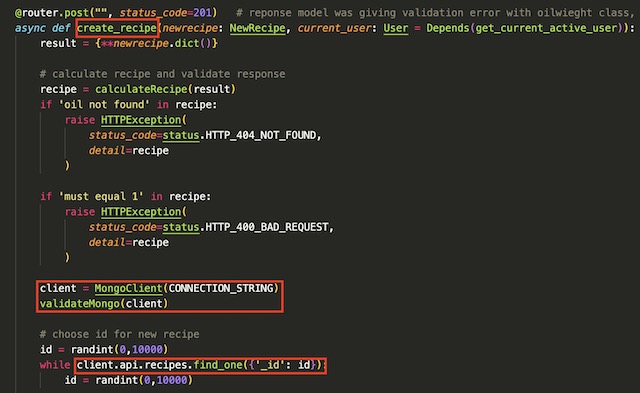 @router.post("", status_code=201)   # reponse model was giving validation error with oilwieght class,
async def create_recipe(newrecipe: NewRecipe, current_user: User = Depends(get_current_active_user)):
    result = {**newrecipe.dict()}
    # calculate recipe and validate response
    recipe = calculateRecipe(result)
    if 'oil not found' in recipe:
        raise HTTPException(
            status_code=status.HTTP_404_NOT_FOUND,
            detail=recipe
        )
    if 'must equal 1' in recipe:
        raise HTTPException(
            status_code=status.HTTP_400_BAD_REQUEST,
            detail=recipe
        )
    client = MongoClient(CONNECTION_STRING)
    validateMongo(client)
    # choose id for new recipe
    id = randint(0,10000)
    while client.api.recipes.find_one({'_id': id}):
        id = randint(0,10000)